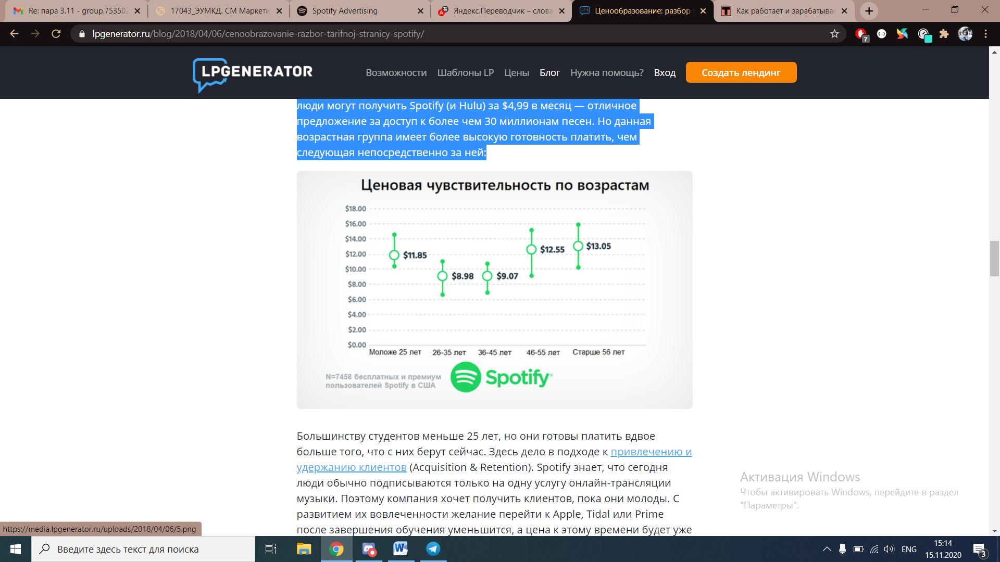 Re: пара 3.11 - group.753502
17043_ЭУМКД. СМ Маркети
Spotify Advertising
Яндекс.Переводчик – слова
Ценообразование: разбор т
Как работает и зарабатывае
lpgenerator.ru/blog/2018/04/06/cenoobrazovanie-razbor-tarifnoj-stranicy-spotify/
7
LPGENERATOR
Возможности Шаблоны LP Цены Блог Нужна помощь? Вход Создать лендинг
люди могут получить Spotify (и Hulu) за $4,99 в месяц — отличное
предложение за доступ к более чем 30 миллионам песен. Но данная
возрастная группа имеет более высокую готовность платить, чем
следующая непосредственно за ней:
Ценовая чувствительность по возрастам
$18.00
$16.00
$14.00
$12.00
$10.00
$8.00
$6.00
$4.00
$2.00
$0.00
$11.85
$8.98
$9.07
$12.55
$13.05
Моложе 25 лет 26-35 лет 36-45 лет 46-55 лет Старше 56 лет
N=7458 бесплатных и премиум
пользователей Spotify в США
Spotify
Большинству студентов меньше 25 лет, но они готовы платить вдвое
больше того, что с них берут сейчас. Здесь дело в подходе к привлечению и
удержанию клиентов (Acquisition & Retention). Spotify знает, что сегодня
люди обычно подписываются только на одну услугу онлайн-трансляции
музыки. Поэтому компания хочет получить клиентов, пока они молоды. С
развитием их вовлеченности желание перейти к Apple, Tidal или Prime
после завершения обучения уменьшится, а цена к этому времени будет уже
Активация Windows
Чтобы активировать Windows, перейдите в раздел
"Параметры".
https://media.lpgenerator.ru/uploads/2018/04/06/5.png
Введите здесь текст для поиска
ENG
15:14
15.11.2020
3